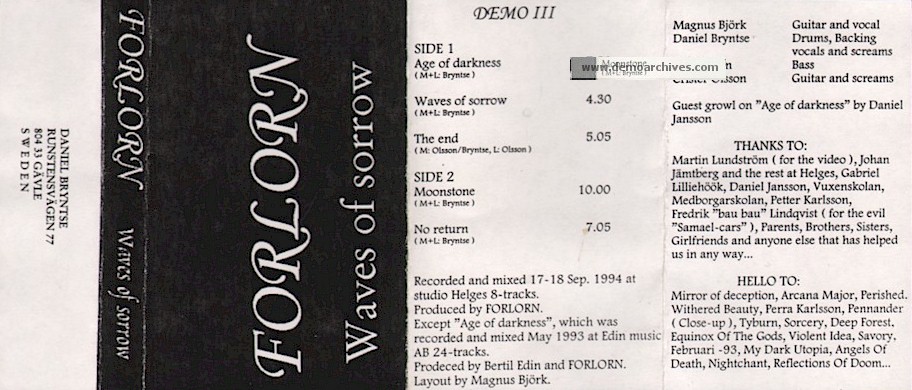 DANIEL BRYNTSE
RUNSTENSVÄGEN 77
804 33 GÄVLE
SWEDEN
FORLORN Waves of sorrow
FORLORN
Waves of sorrow
DEMO III
SIDE 1
Age of darkness
( M+L: Bryntse )
Waves of sorrow 4.30
( M+L: Bryntse )
The end 5.05
( M: Olsson/Bryntse, L: Olsson )
SIDE 2
Moonstone 10.00
( M+L: Bryntse )
No return 7.05
( M+L: Bryntse )
Recorded and mixed 17-18 Sep. 1994 at
studio Helges 8-tracks.
Produced by FORLORN.
Except "Age of darkness", which was
recorded and mixed May 1993 at Edin music
AB 24-tracks.
Prodeced by Bertil Edin and FORLORN.
Layout by Magnus Björk.
Moonstone
www.demoarchives.com
( M+L: Bryntse )
Magnus Björk Guitar and vocal
Daniel Bryntse Drums, Backing
vocals and screams
Bass
Olsson Guitar and screams
Guest growl on "Age of darkness" by Daniel
Jansson
THANKS TO:
Martin Lundström ( for the video ), Johan
Jämtberg and the rest at Helges, Gabriel
Lilliehöök, Daniel Jansson, Vuxenskolan,
Medborgarskolan, Petter Karlsson,
Fredrik "bau bau" Lindqvist ( for the evil
"Samael-cars" ), Parents, Brothers, Sisters,
Girlfriends and anyone else that has helped
us in any way...
HELLO TO:
Mirror of deception, Arcana Major, Perished.
Withered Beauty, Perra Karlsson, Pennander
( Close-up ), Tyburn, Sorcery, Deep Forest.
Equinox Of The Gods, Violent Idea, Savory,
Februari -93, My Dark Utopia, Angels Of
Death, Nightchant, Reflections Of Doom...